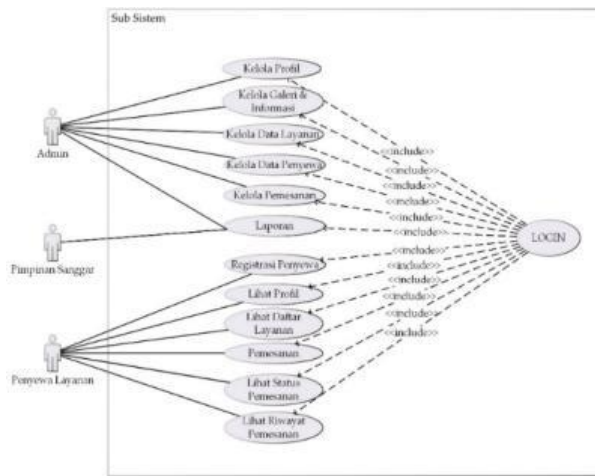 Sub Sistem
Kelola Profil
Kelola Galeri &
Informasi
Kelola Data Layanan
Kelola Data Penyewa
Kelola Pemesanan
Laporan
Registrasi Penyewa
Lihat Profil
Lihat Daftar
Layanan
Pemesanan
Lihat Status
Pemesanan
Lihat Riwayat
Pemesanan
Admin
Pimpinan Sanggar
Penyewa Layanan
<<include>>
<<include>>
<<include>>
<<include>>
<<include>>
<<include>>
<<include>>
<<include>>
<<include>>
<<include>>
<<include>>
<<include>>
LOGIN